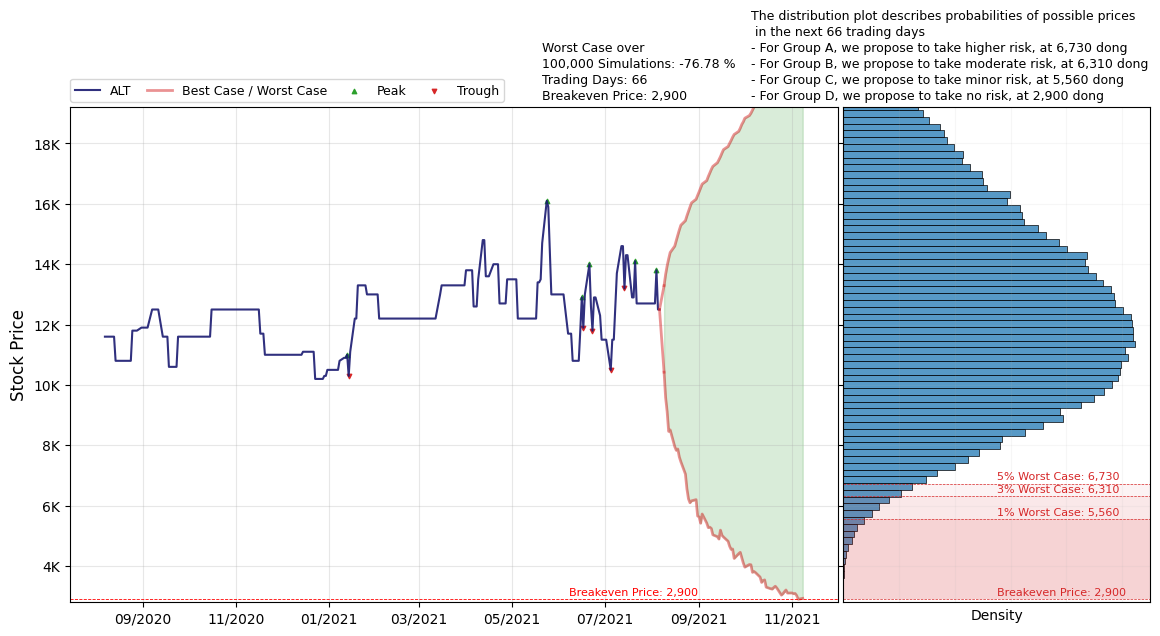 The distribution plot describes probabilities of possible prices
in the next 66 trading days
- For Group A, we propose to take higher risk, at 6,730 dong
- For Group B, we propose to take moderate risk, at 6,310 dong
- For Group C, we propose to take minor risk, at 5,560 dong
- For Group D, we propose to take no risk, at 2,900 dong
Worst Case over
100,000 Simulations: -76.78 %
Trading Days: 66
Breakeven Price: 2,900
ALT
Best Case / Worst Case
Peak
Trough
Stock Price
18K
16K
14K
12K
10K
8K
6K
4K
Breakeven Price: 2,900
09/2020
11/2020
01/2021
03/2021
05/2021
07/2021
09/2021
11/2021
5% Worst Case: 6,730
3% Worst Case: 6,310
1% Worst Case: 5,560
Breakeven Price: 2,900
Density